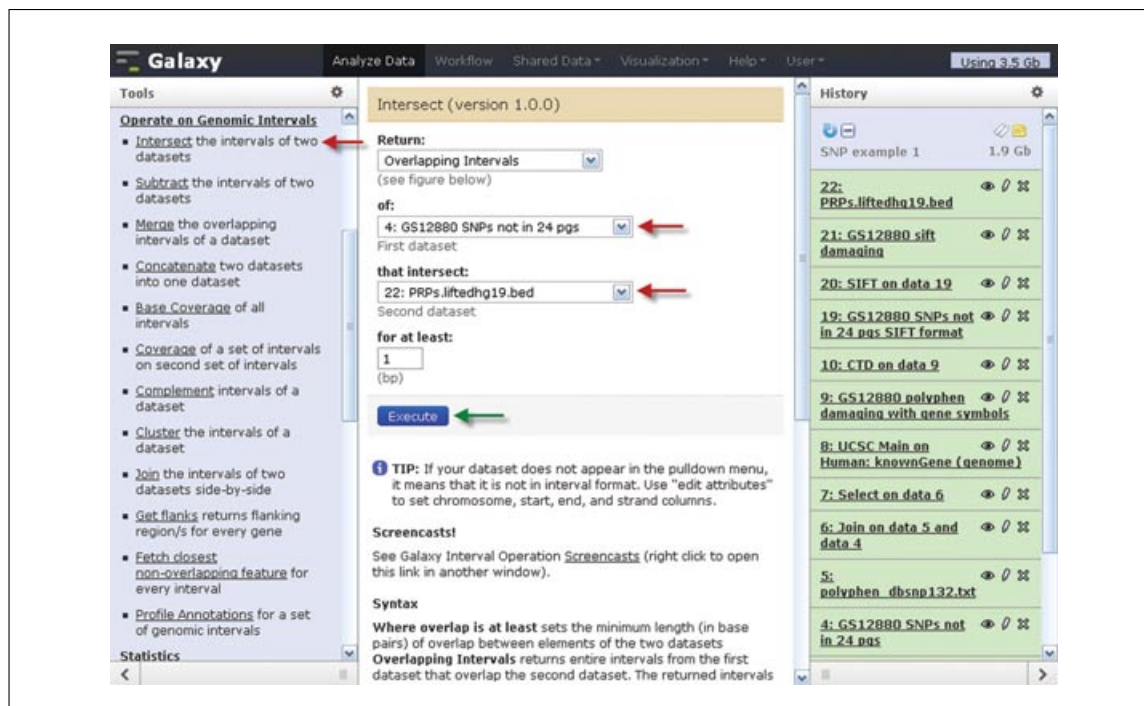 Galaxy
Analyze Data Workflow Shared Data Visualization Help User
Using 3.5 Gb
Tools
Operate on Genomic Intervals
Intersect the intervals of two
datasets
Subtract the intervals of two
datasets
Merge the overlapping
intervals of a dataset
Concatenate two datasets
into one dataset
Base Coverage of all
intervals
Coverage of a set of intervals
on second set of intervals
Complement intervals of a
dataset
Cluster the intervals of a
dataset
Join the intervals of two
datasets side-by-side
Get flanks returns flanking
region/s for every gene
Fetch closest
non-overlapping feature for
every interval
Profile Annotations for a set
of genomic intervals
Statistics
Intersect (version 1.0.0)
Return:
Overlapping Intervals
(see figure below)
of:
4: GS12880 SNPs not in 24 pgs
First dataset
that intersect:
22: PRPs.liftedhg19.bed
Second dataset
for at least:
1
(bp)
Execute
TIP: If your dataset does not appear in the pulldown menu,
it means that it is not in interval format. Use "edit attributes"
to set chromosome, start, end, and strand columns.
Screencasts!
See Galaxy Interval Operation Screencasts (right click to open
this link in another window).
Syntax
Where overlap is at least sets the minimum length (in base
pairs) of overlap between elements of the two datasets
Overlapping Intervals returns entire intervals from the first
dataset that overlap the second dataset. The returned intervals
History
SNP example 1 1.9 Gb
22:
PRPs.liftedhg19.bed
21: GS12880 sift
damaging
20: SIFT on data 19
19: GS12880 SNPs not
in 24 pgs SIFT format
10: CTD on data 9
9: GS12880 polyphen
damaging with gene symbols
8: UCSC Main on
Human: knownGene (genome)
7: Select on data 6
6: Join on data 5 and
data 4
5:
polyphen_dbsnp132.txt
4: GS12880 SNPs not
in 24 pgs